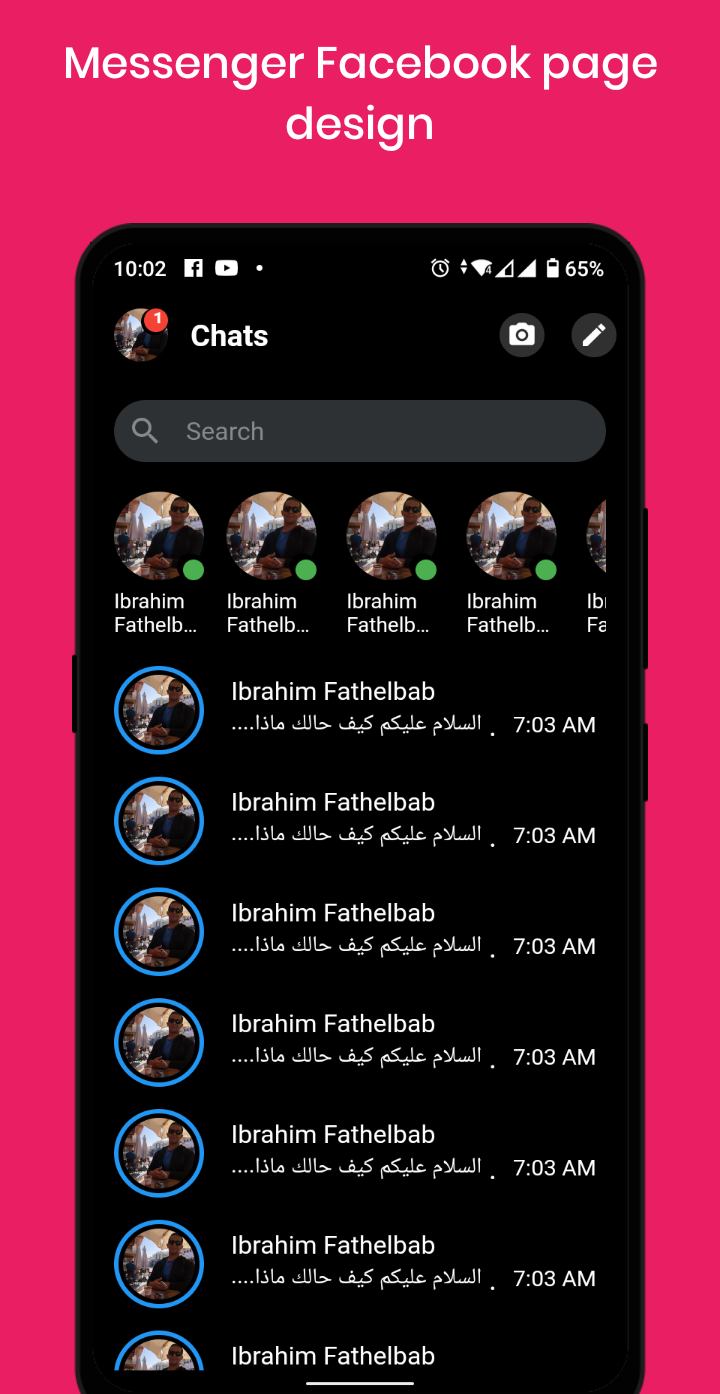 Messenger Facebook page
design
10:02
65%
1
Chats
Search
Ibrahim Fathelb... Ibrahim Fathelb... Ibrahim Fathelb... Ibrahim Fathelb...
Ibrahim Fathelbab
السلام عليكم كيف حالك ماذا.... . 7:03 AM
Ibrahim Fathelbab
السلام عليكم كيف حالك ماذا.... . 7:03 AM
Ibrahim Fathelbab
السلام عليكم كيف حالك ماذا.... . 7:03 AM
Ibrahim Fathelbab
السلام عليكم كيف حالك ماذا.... . 7:03 AM
Ibrahim Fathelbab
السلام عليكم كيف حالك ماذا.... . 7:03 AM
Ibrahim Fathelbab
السلام عليكم كيف حالك ماذا.... . 7:03 AM
Ibrahim Fathelbab